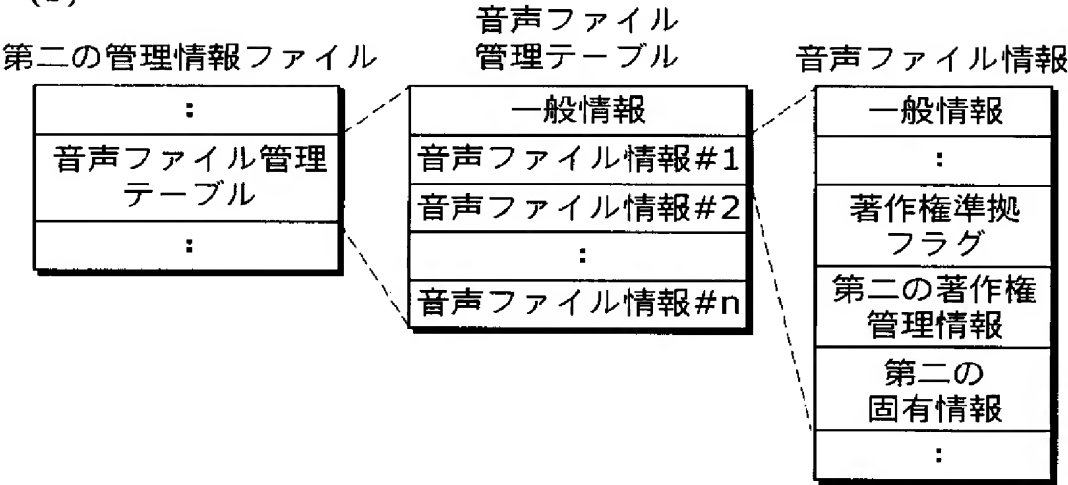 第二の管理情報ファイル
:
音声ファイル管理
テーブル
:
音声ファイル
管理テーブル
一般情報
音声ファイル情報#1
音声ファイル情報#2
:
音声ファイル情報#n
音声ファイル情報
一般情報
:
著作権準拠
フラグ
第二の著作権
管理情報
第二の
固有情報
: